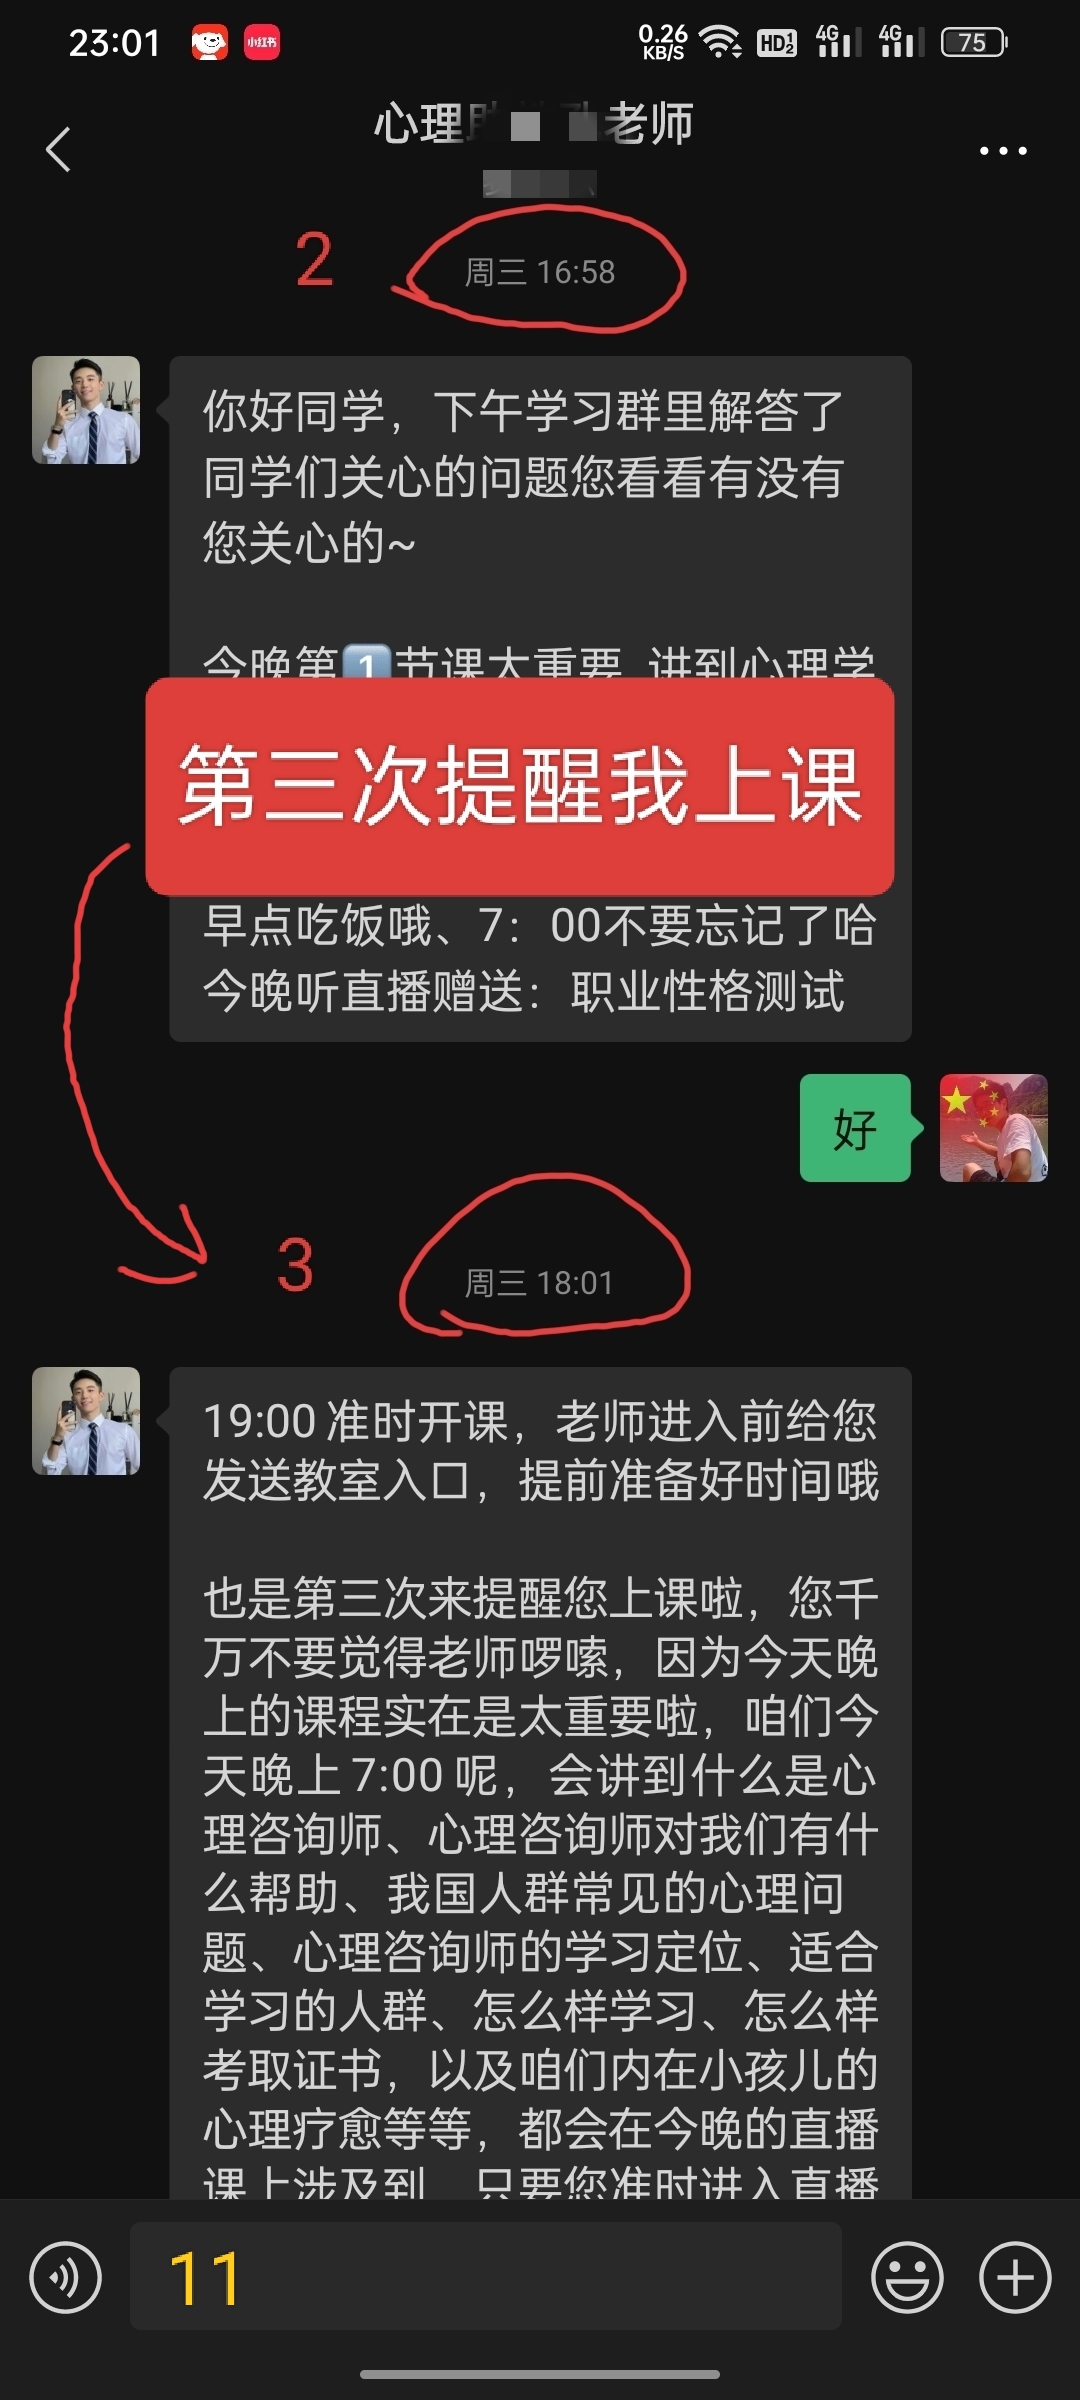 23:01
小红书
0.26
KB/S
HD
4G
4G
75
心理
老师
2
周三 16:58
你好同学，下午学习群里解答了
同学们关心的问题您看看有没有
您关心的~
今晚第1节课太重要 讲到心理学
第三次提醒我上课
早点吃饭哦、7：00不要忘记了哈
今晚听直播赠送：职业性格测试
好
3
周三 18:01
19:00 准时开课，老师进入前给您
发送教室入口，提前准备好时间哦
也是第三次来提醒您上课啦，您千
万不要觉得老师啰嗦，因为今天晚
上的课程实在是太重要啦，咱们今
天晚上 7:00 呢，会讲到什么是心
理咨询师、心理咨询师对我们有什
么帮助、我国人群常见的心理问
题、心理咨询师的学习定位、适合
学习的人群、怎么样学习、怎么样
考取证书，以及咱们内在小孩儿的
心理疗愈等等，都会在今晚的直播
课上涉及到 只要您准时进入直播
11